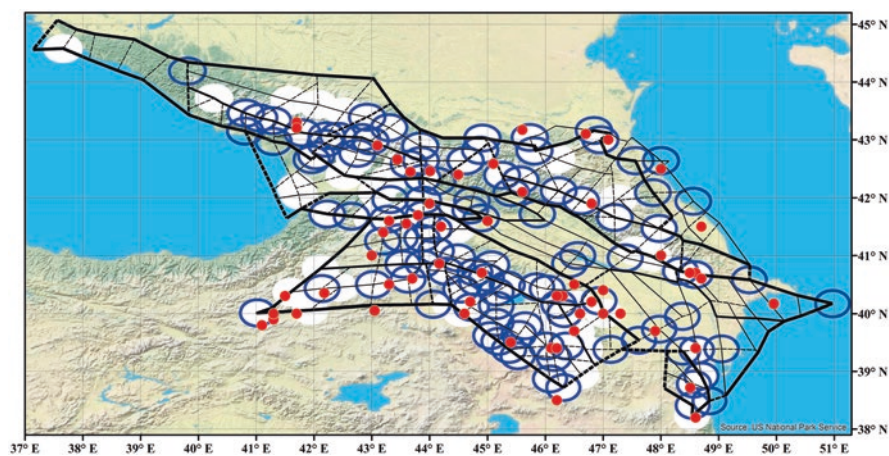 45° N
44° N
43° N
42° N
41° N
40° N
39° N
38° N
Source: US National Park Service
37° E 38° E 39° E 40° E 41° E 42° E 43° E 44° E 45° E 46° E 47° E 48° E 49° E 50° E 51° E